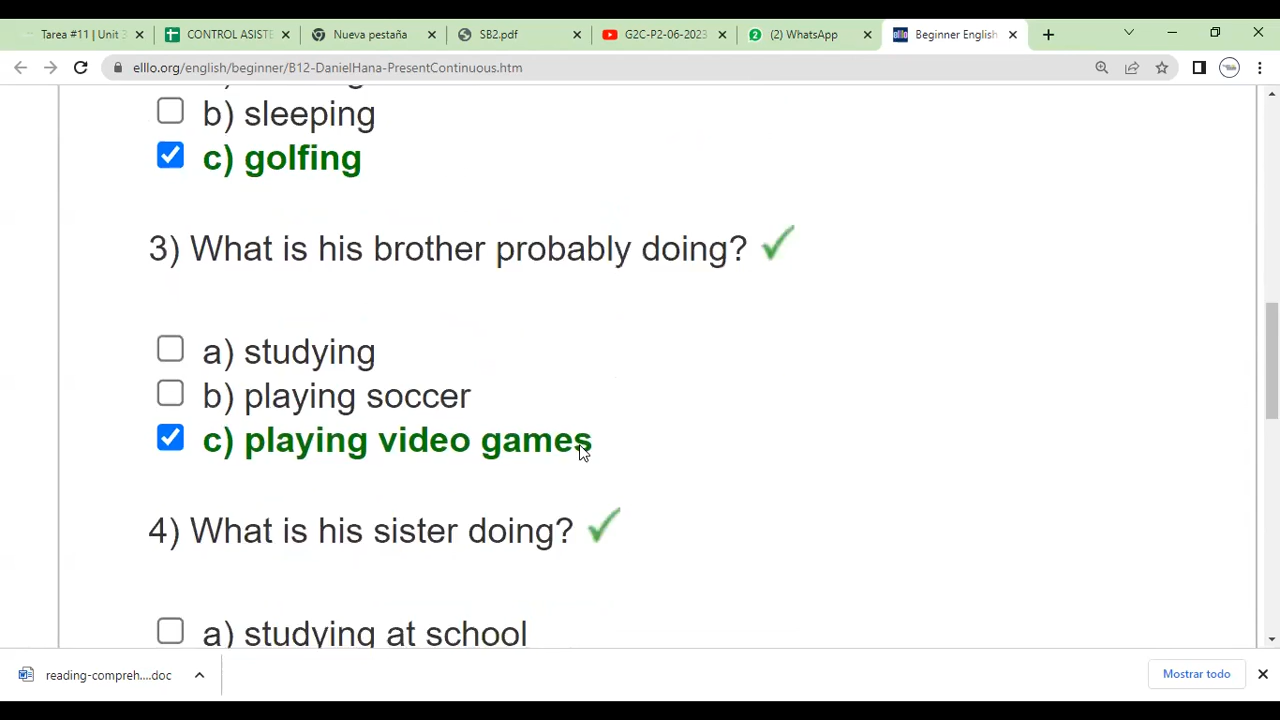 Tarea #11 | Unit
CONTROL ASISTE
Nueva pestaña
SB2.pdf
G2C-P2-06-2023
(2) WhatsApp
Beginner English
elllo.org/english/beginner/B12-DanielHana-PresentContinuous.htm
b) sleeping
c) golfing
3) What is his brother probably doing?
a) studying
b) playing soccer
c) playing video games
4) What is his sister doing?
a) studying at school
reading-compreh....doc
Mostrar todo